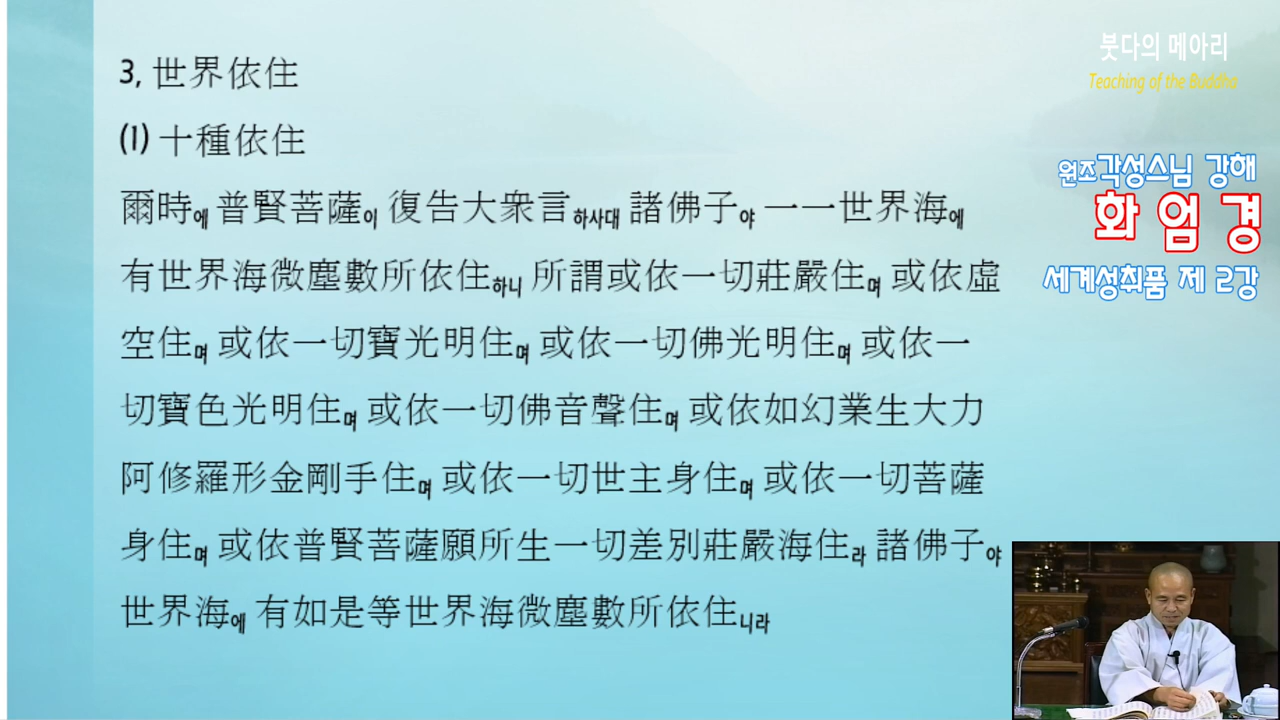 3, 世界依住
(1) 十種依住
爾時에 普賢菩薩이 復告大衆言하사대 諸佛子야 一一世界海에
有世界海微塵數所依住하니 所謂或依一切莊嚴住며 或依虛
空住며 或依一切寶光明住며 或依一切佛光明住며 或依一
切寶色光明住며 或依一切佛音聲住며 或依如幻業生大力
阿修羅形金剛手住며 或依一切世主身住며 或依一切菩薩
身住며 或依普賢菩薩願所生一切差別莊嚴海住라 諸佛子야
世界海에 有如是等世界海微塵數所依住니라
붓다의 메아리
Teaching of the Buddha
원조각성스님 강해
화엄경
세계성취품 제 2강